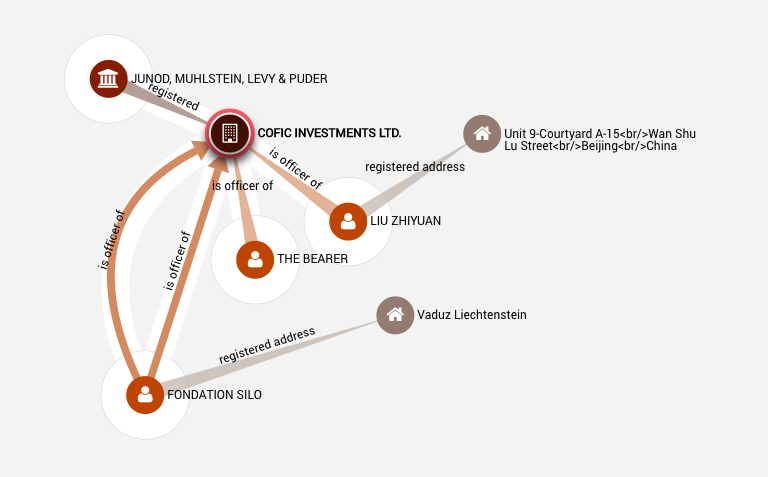 JUNOD, MUHLSTEIN, LEVY & PUDER
registered
COFIC INVESTMENTS LTD.
Unit 9-Courtyard A-15<br/>Wan Shu
Lu Street<br/>Beijing<br/>China
is officer of
registered address
is officer of
LIU ZHIYUAN
is officer of
is officer of
THE BEARER
Vaduz Liechtenstein
registered address
FONDATION SILO